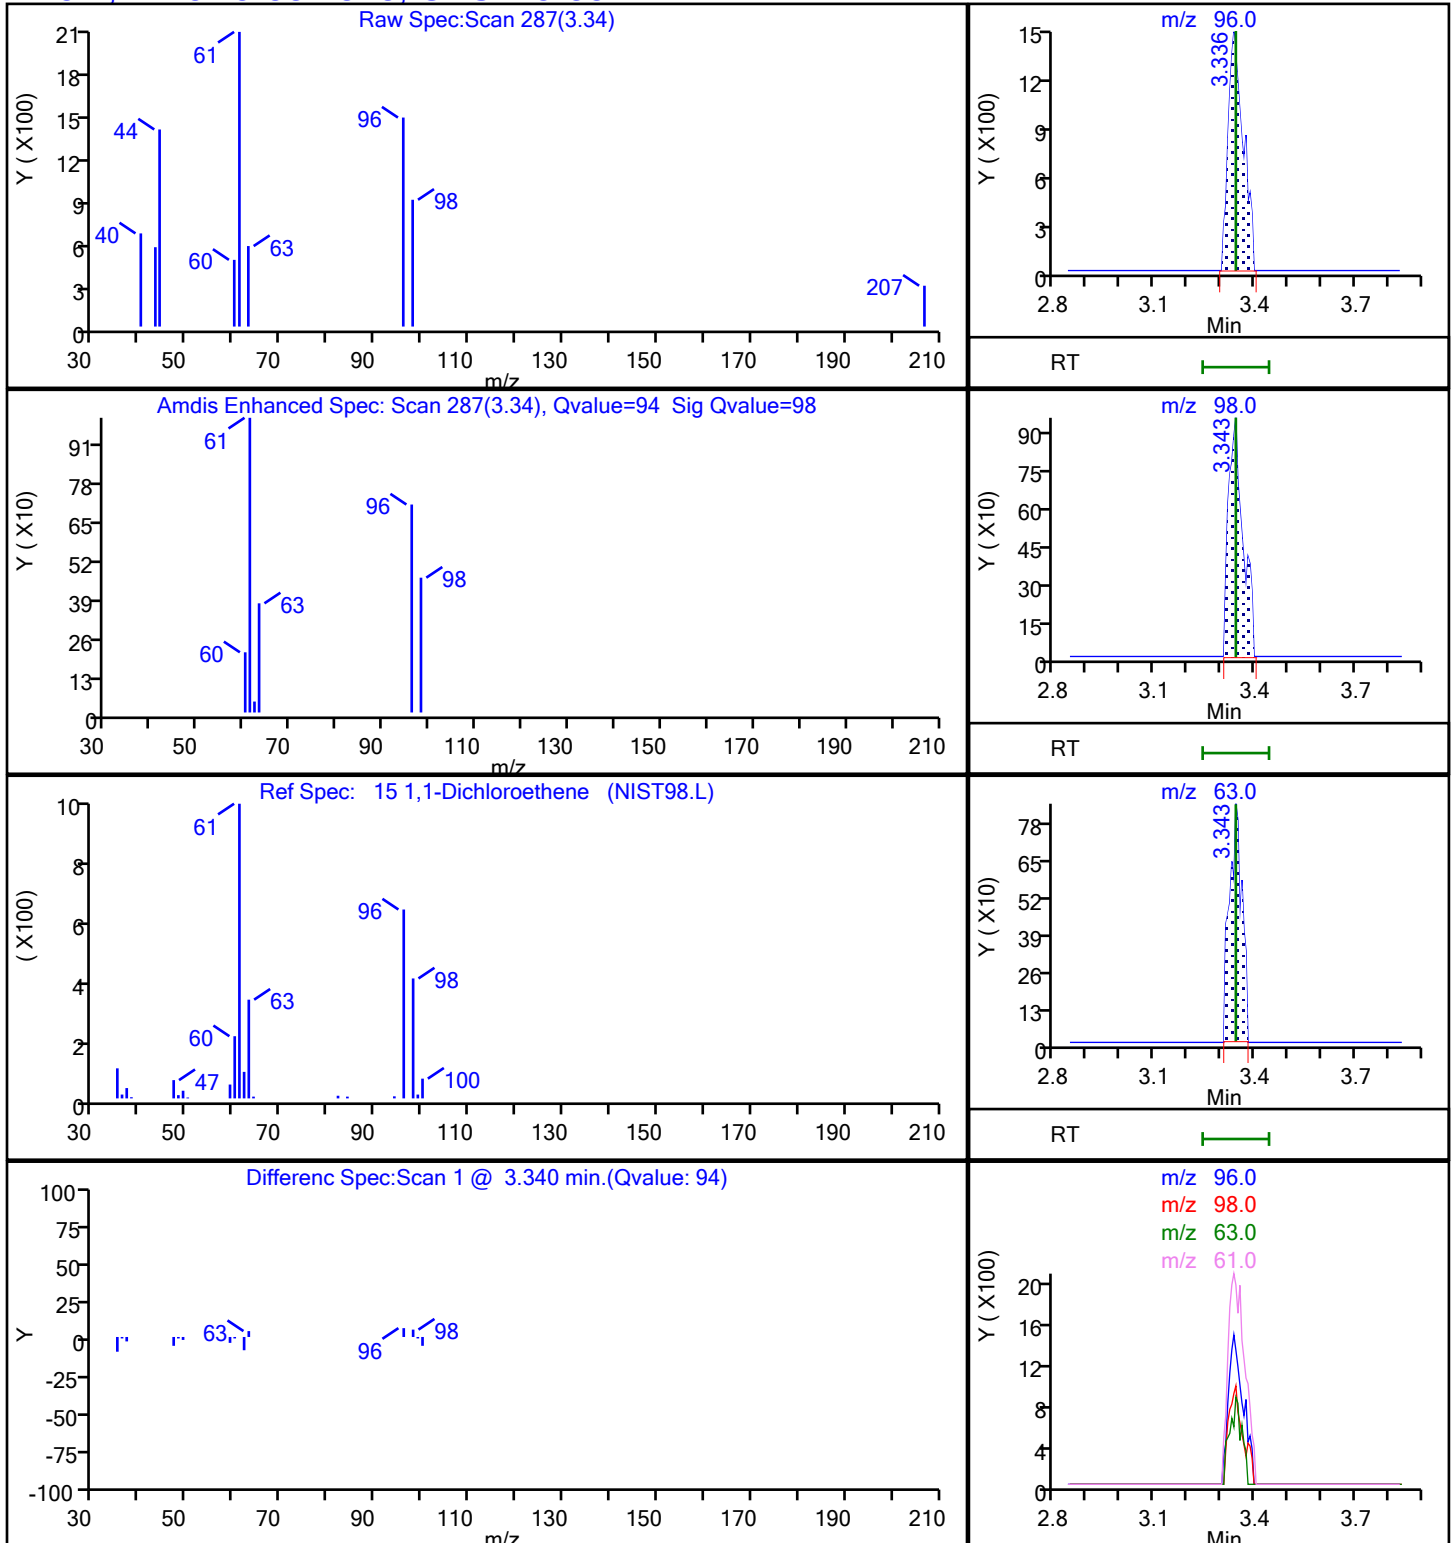 Raw Spec:Scan 287(3.34)
Y ( X100)
21
18
15
12
9
6
3
0
61
44
96
98
40
60
63
207
30 50 70 90 110 130 150 170 190 210
m/z
m/z 96.0
Y ( X100)
15
12
9
6
3
0
3.336
2.8 3.1 3.4 3.7
Min
RT
Amdis Enhanced Spec: Scan 287(3.34), Qvalue=94 Sig Qvalue=98
Y ( X10)
91
78
65
52
39
26
13
0
61
96
98
63
60
30 50 70 90 110 130 150 170 190 210
m/z
m/z 98.0
Y ( X10)
90
75
60
45
30
15
0
3.343
2.8 3.1 3.4 3.7
Min
RT
Ref Spec: 15 1,1-Dichloroethene (NIST98.L)
( X100)
10
8
6
4
2
0
61
96
98
63
60
47
100
30 50 70 90 110 130 150 170 190 210
m/z 63.0
Y ( X10)
78
65
52
39
26
13
0
3.343
2.8 3.1 3.4 3.7
Min
RT
Differenc Spec:Scan 1 @ 3.340 min.(Qvalue: 94)
Y
100
75
50
25
0
-25
-50
-75
-100
63
96
98
30 50 70 90 110 130 150 170 190 210
m/z
m/z 96.0
m/z 98.0
m/z 63.0
m/z 61.0
Y ( X100)
20
16
12
8
4
0
2.8 3.1 3.4 3.7
Min